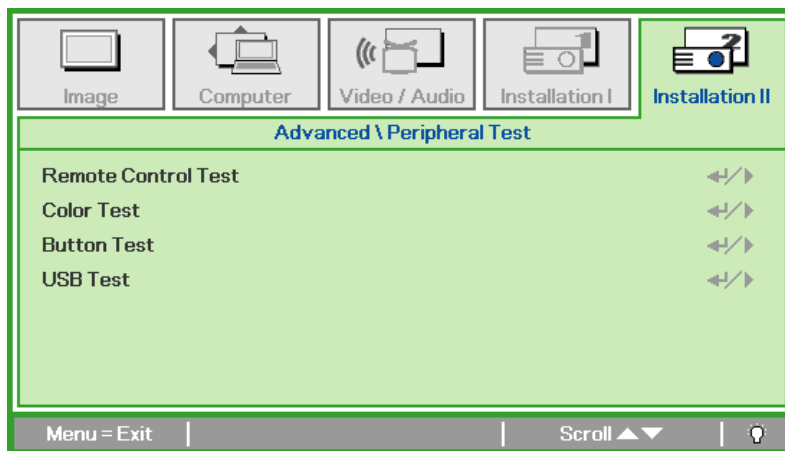 Image Computer Video / Audio Installation I Installation II
Advanced \ Peripheral Test
Remote Control Test
Color Test
Button Test
USB Test
Menu = Exit Scroll ▲▼